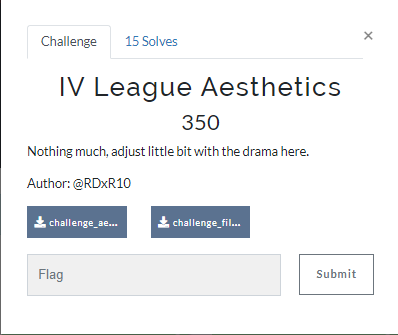 Challenge
15 Solves
×
IV League Aesthetics
350
Nothing much, adjust little bit with the drama here.
Author: @RDxR10
challenge_ae...
challenge_fil...
Flag
Submit